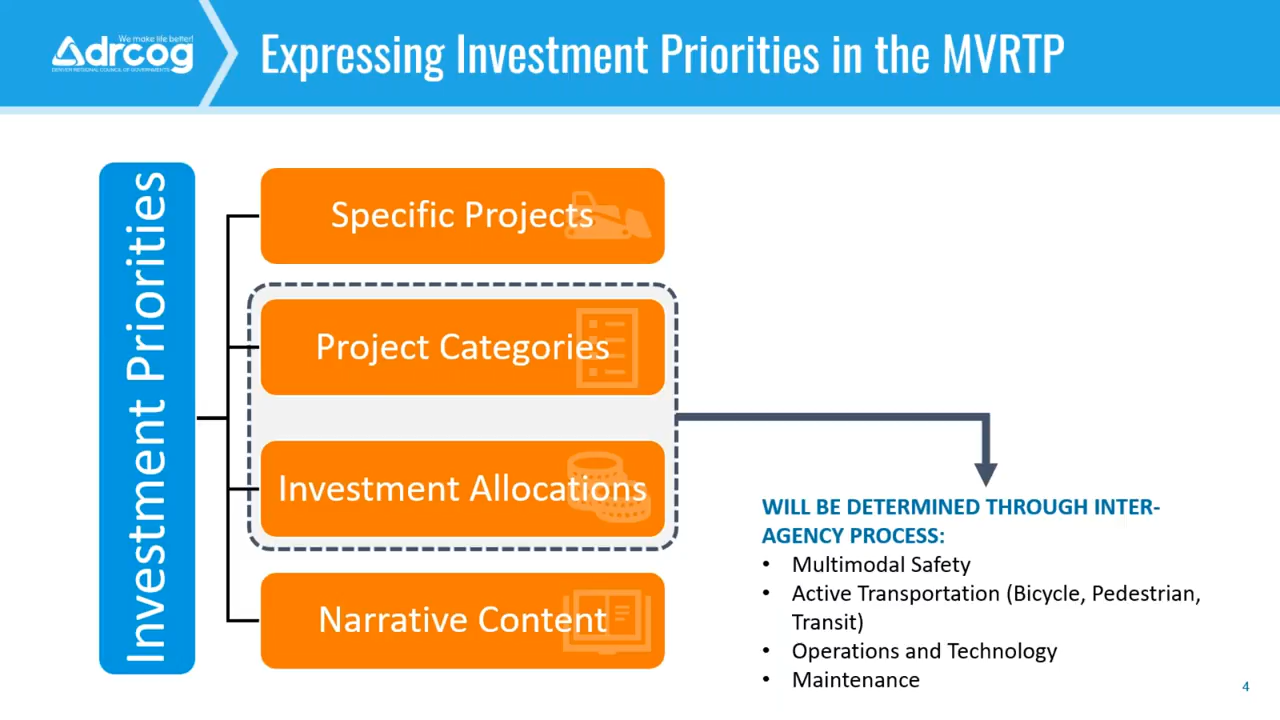 We make life better!
drcog
DENVER REGIONAL COUNCIL OF GOVERNMENTS
Expressing Investment Priorities in the MVRTP
Investment Priorities
Specific Projects
Project Categories
Investment Allocations
Narrative Content
WILL BE DETERMINED THROUGH INTER-
AGENCY PROCESS:
• Multimodal Safety
• Active Transportation (Bicycle, Pedestrian,
Transit)
• Operations and Technology
• Maintenance
4